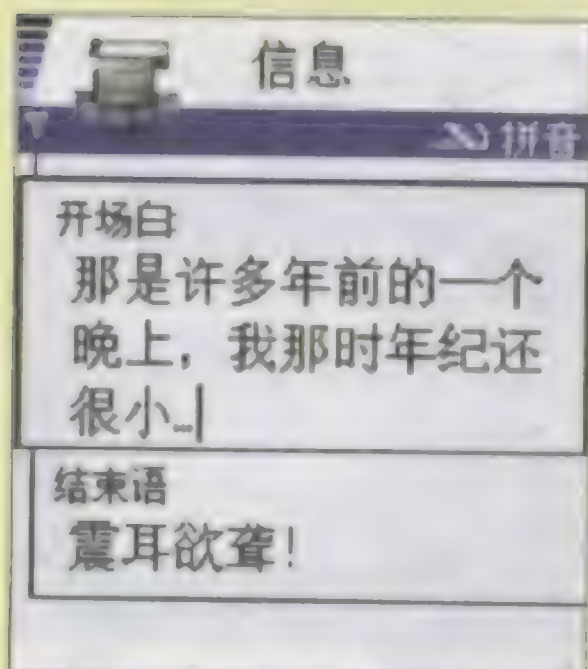 信息
拼音
开场白:
那是许多年前的一个
晚上，我那时年纪还
很小...
结束语
震耳欲聋！